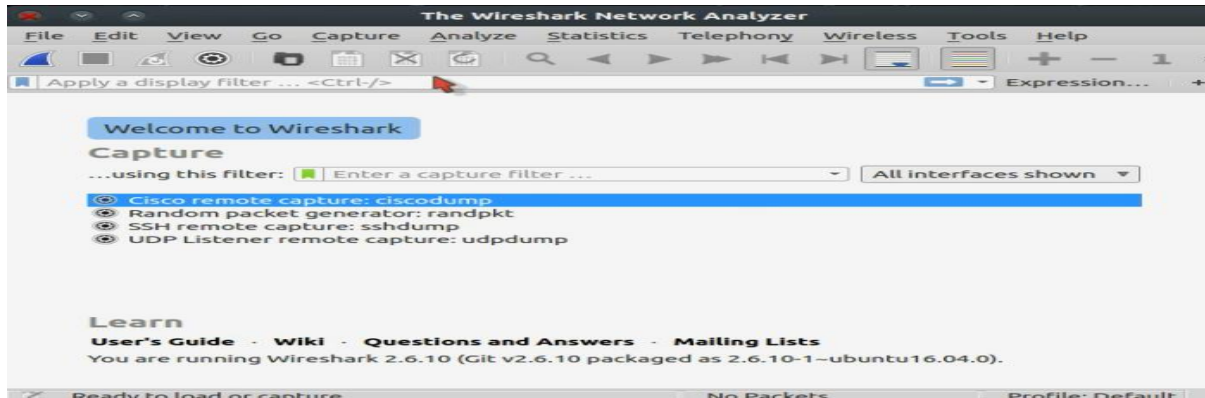 The Wireshark Network Analyzer
File Edit View Go Capture Analyze Statistics Telephony Wireless Tools Help
1
Apply a display filter ... <Ctrl-/> Expression... +
Welcome to Wireshark
Capture
...using this filter: Enter a capture filter ... All interfaces shown
Cisco remote capture: ciscodump
Random packet generator: randpkt
SSH remote capture: sshdump
UDP Listener remote capture: udpdump
Learn
User's Guide · Wiki · Questions and Answers · Mailing Lists
You are running Wireshark 2.6.10 (Git v2.6.10 packaged as 2.6.10-1~ubuntu16.04.0).
Ready to load or capture No Packets Profile: Default